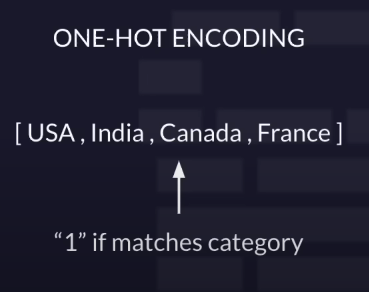 ONE-HOT ENCODING
[ USA , India , Canada , France ]
“1” if matches category